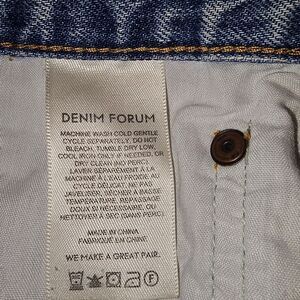 DENIM FORUM
MACHINE WASH COLD GENTLE
CYCLE SEPARATELY, DO NOT
BLEACH, TUMBLE DRY LOW,
COOL IRON ONLY IF NEEDED, OR
DRY CLEAN (NO PERC)
LAVER SÉPARÉMENT À LA
MACHINE À L'EAU FROIDE AU
CYCLE DÉLICAT, NE PAS
JAVELISER, SÉCHER À BASSE
TEMPÉRATURE, REPASSAGE
DOUX SI NÉCESSAIRE, OU
NETTOYER À SEC (SANS PERC).
MADE IN CHINA
FABRIQUÉ EN CHINE
WE MAKE A GREAT PAIR.
F